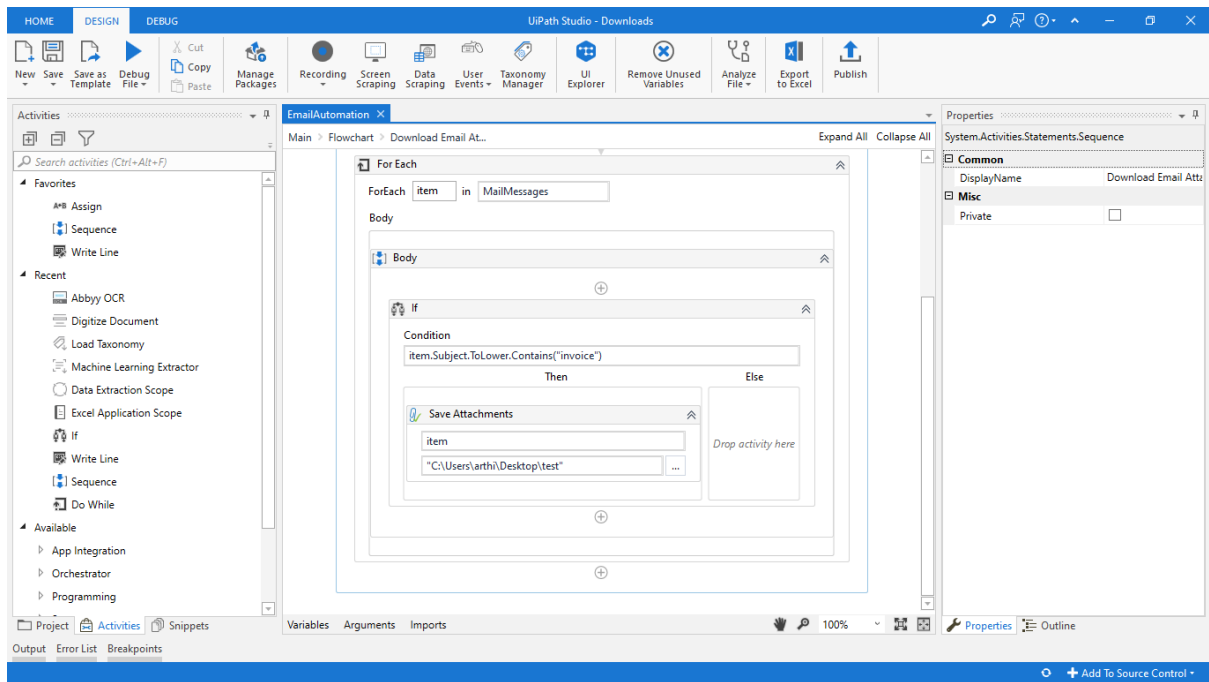 HOME DESIGN DEBUG UiPath Studio - Downloads
New Save Save as Template Debug File Cut Copy Paste Manage Packages Recording Screen Scraping Data Scraping User Events Taxonomy Manager UI Explorer Remove Unused Variables Analyze File Export to Excel Publish
Activities
Search activities (Ctrl+Alt+F)
Favorites
A+B Assign
Sequence
Write Line
Recent
Abbyy OCR
Digitize Document
Load Taxonomy
Machine Learning Extractor
Data Extraction Scope
Excel Application Scope
If
Write Line
Sequence
Do While
Available
App Integration
Orchestrator
Programming
Project Activities Snippets
EmailAutomation
Main > Flowchart > Download Email At... Expand All Collapse All
For Each
ForEach item in MailMessages
Body
Body
If
Condition
item.Subject.ToLower.Contains("invoice")
Then Else
Save Attachments
item
"C:\Users\arthi\Desktop\test" ...
Drop activity here
Variables Arguments Imports 100%
Properties
System.Activities.Statements.Sequence
Common
DisplayName Download Email Atta
Misc
Private
Properties Outline
Output Error List Breakpoints
Add To Source Control